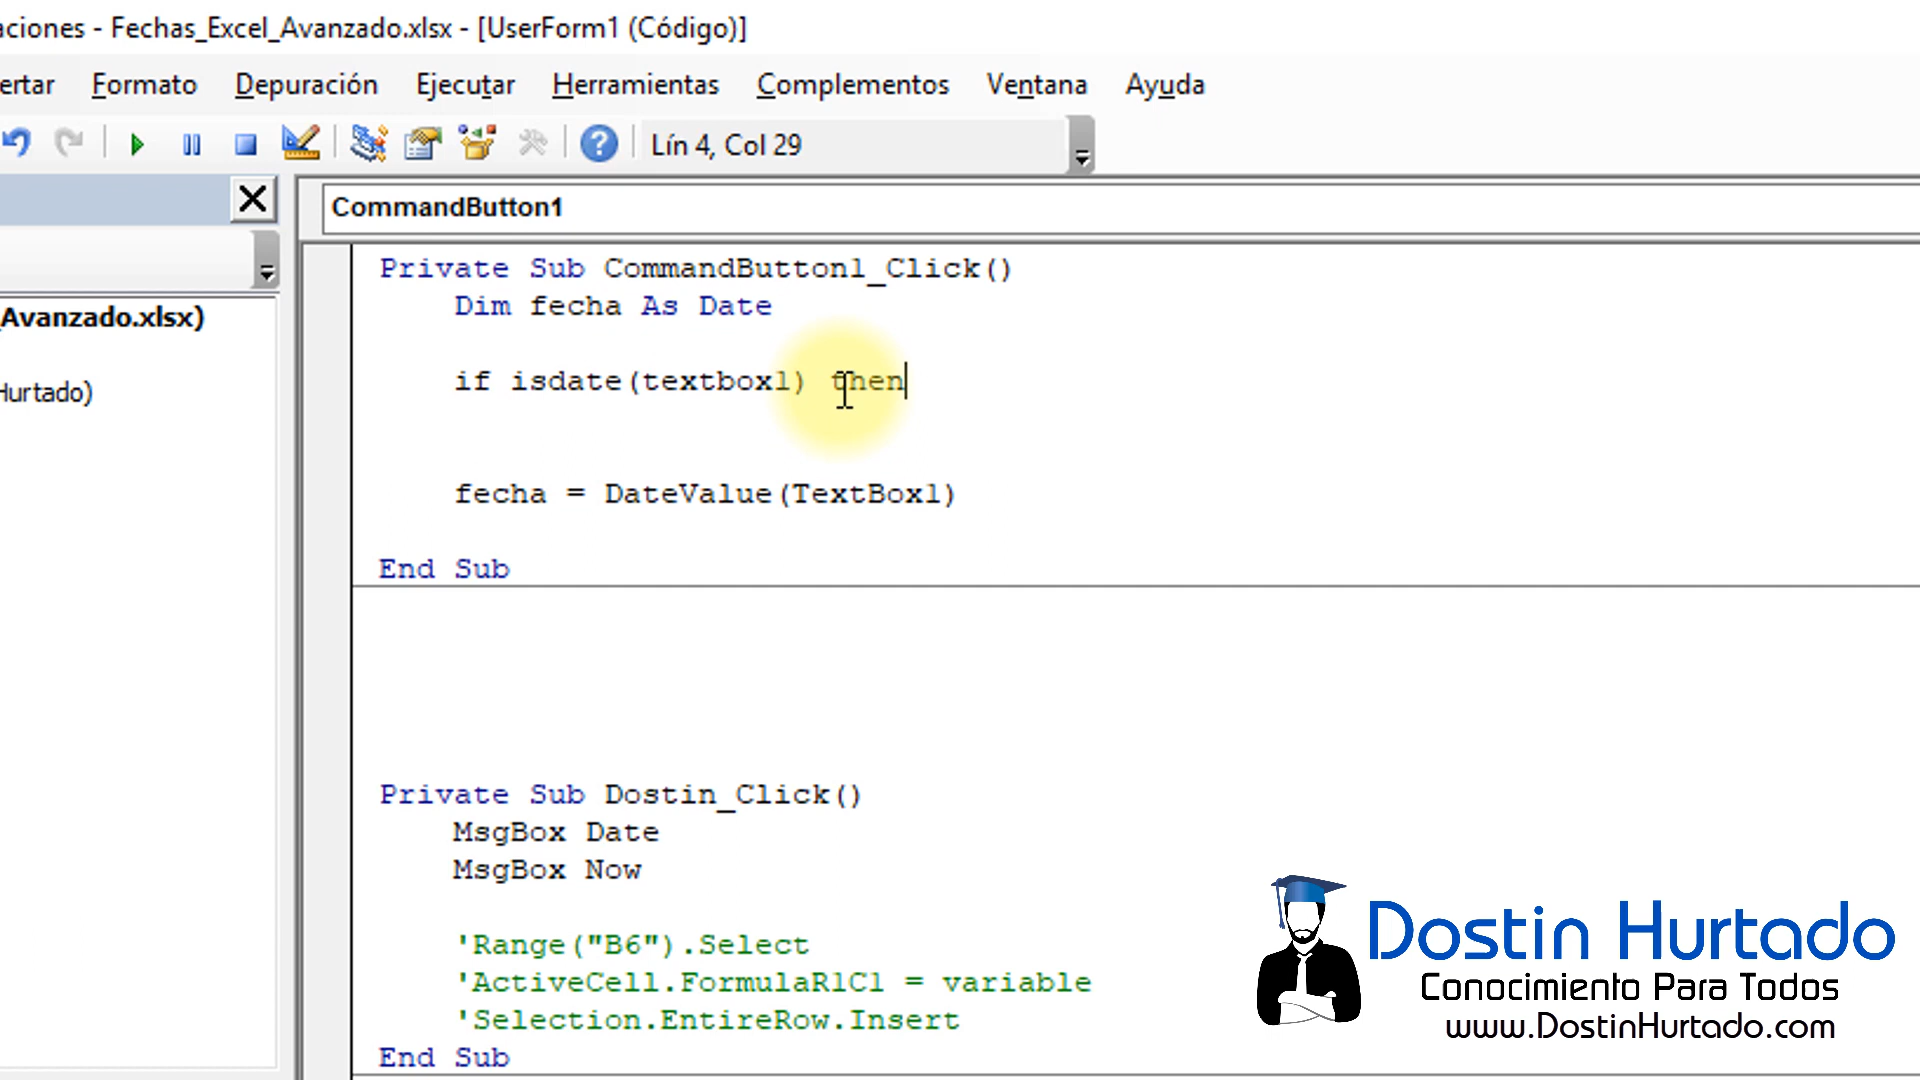 aciones - Fechas_Excel_Avanzado.xlsx - [UserForm1 (Código)]
ertar Formato Depuración Ejecutar Herramientas Complementos Ventana Ayuda
Lín 4, Col 29
CommandButton1
Private Sub CommandButton1_Click()
Dim fecha As Date
_Avanzado.xlsx)
if isdate(textbox1) then
Hurtado)
fecha = DateValue(TextBox1)
End Sub
Private Sub Dostin_Click()
MsgBox Date
MsgBox Now
'Range("B6").Select
'ActiveCell.FormulaR1C1 = variable
'Selection.EntireRow.Insert
End Sub
Dostin Hurtado
Conocimiento Para Todos
www.DostinHurtado.com